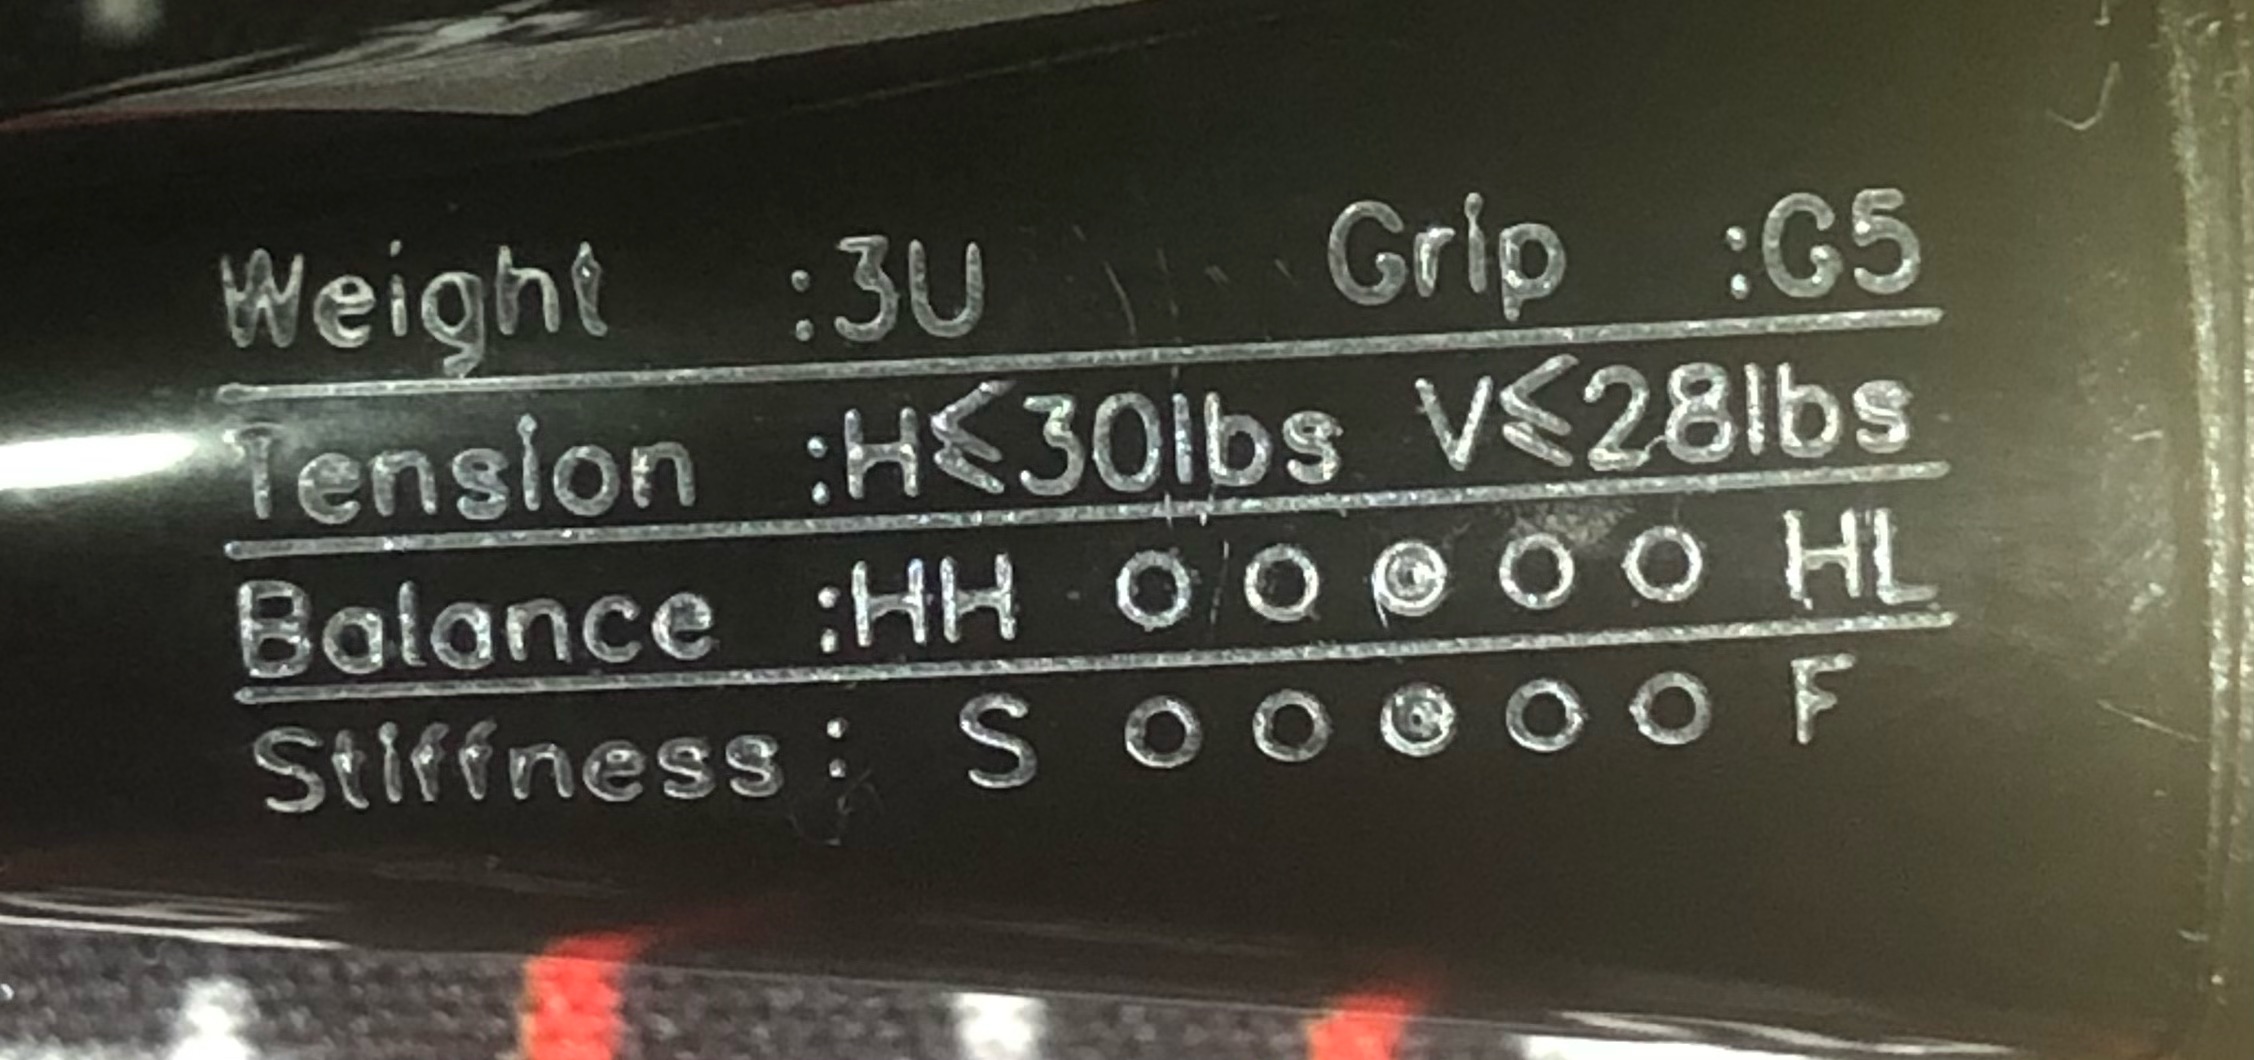 Weight :3U Grip :G5
Tension :H≤30lbs V≤28lbs
Balance :HH ○ ○ ◉ ○ ○ HL
Stiffness : S ○ ○ ◉ ○ ○ F